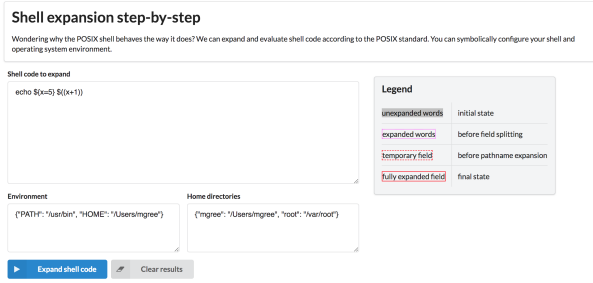 Shell expansion step-by-step
Wondering why the POSIX shell behaves the way it does? We can expand and evaluate shell code according to the POSIX standard. You can symbolically configure your shell and
operating system environment.
Shell code to expand
echo ${x=5} $((x+1))
Legend
unexpanded words initial state
expanded words before field splitting
temporary field before pathname expansion
fully expanded field final state
Environment Home directories
{"PATH": "/usr/bin", "HOME": "/Users/mgree"} {"mgree": "/Users/mgree", "root": "/var/root"}
Expand shell code Clear results